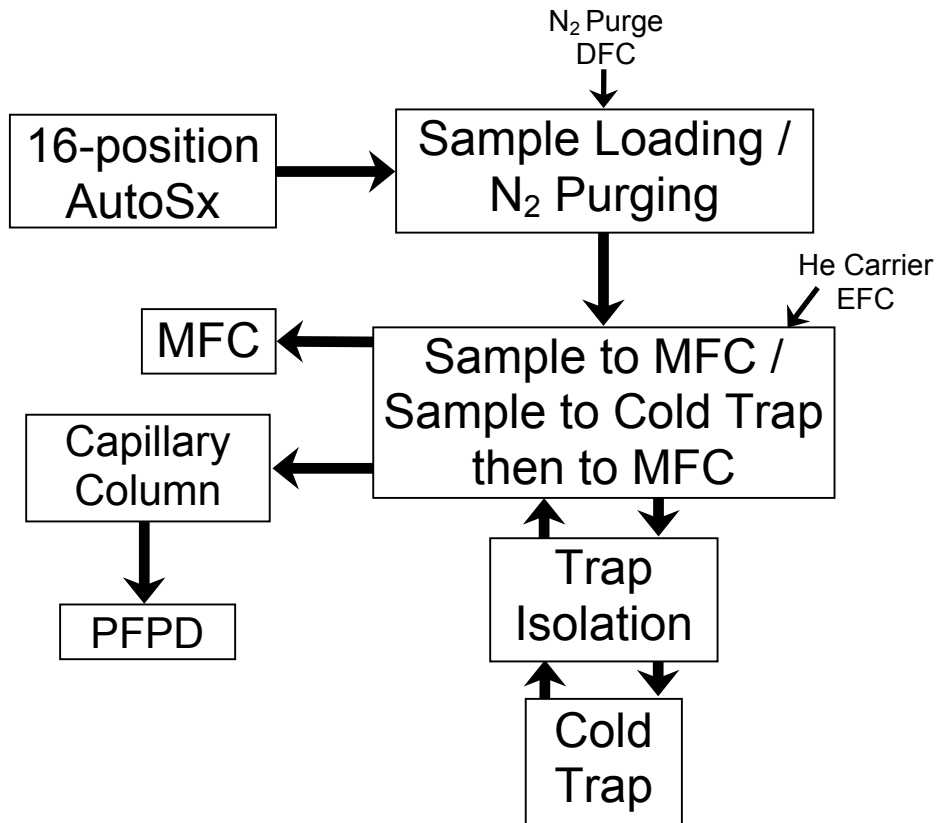 N₂ Purge
DFC
16-position
AutoSx
Sample Loading /
N₂ Purging
He Carrier
EFC
MFC
Sample to MFC /
Sample to Cold Trap
then to MFC
Capillary
Column
Trap
Isolation
PFPD
Cold
Trap